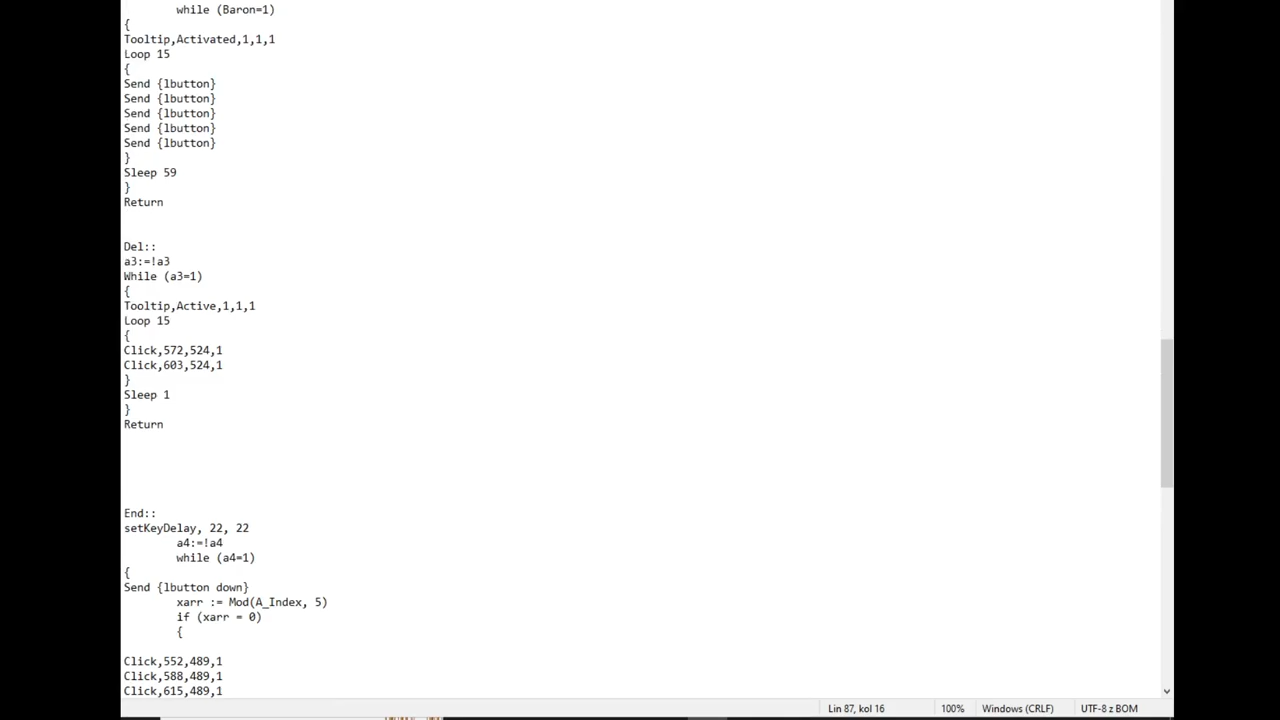 while (Baron=1)
{
Tooltip,Activated,1,1,1
Loop 15
{
Send {lbutton}
Send {lbutton}
Send {lbutton}
Send {lbutton}
Send {lbutton}
}
Sleep 59
}
Return
Del::
a3:=!a3
While (a3=1)
{
Tooltip,Active,1,1,1
Loop 15
{
Click,572,524,1
Click,603,524,1
}
Sleep 1
}
Return
End::
setKeyDelay, 22, 22
a4:=!a4
while (a4=1)
{
Send {lbutton down}
xarr := Mod(A_Index, 5)
if (xarr = 0)
{
Click,552,489,1
Click,588,489,1
Click,615,489,1
Lin 87, kol 16
100%
Windows (CRLF)
UTF-8 z BOM